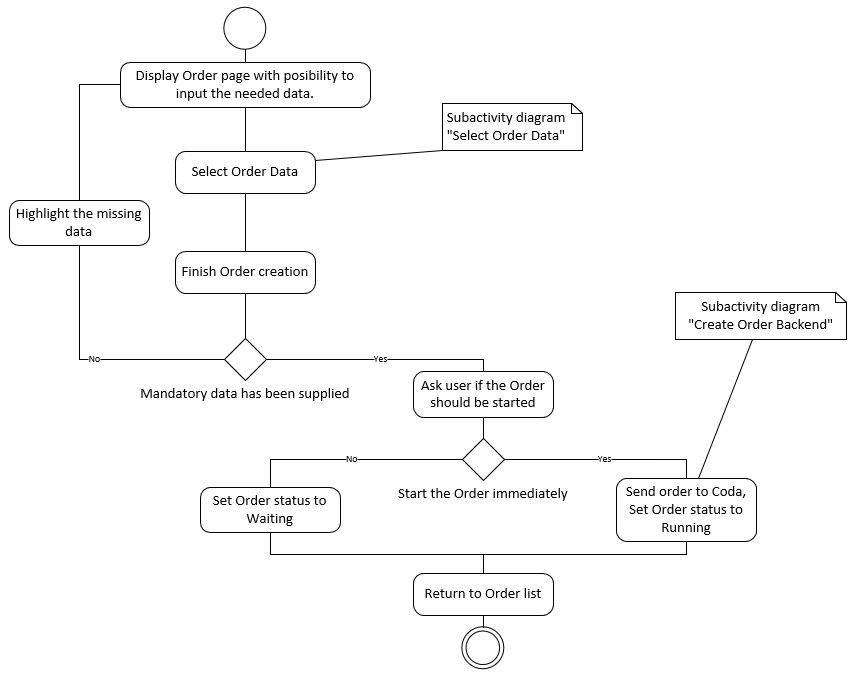 Display Order page with posibility to
input the needed data.
Subactivity diagram
"Select Order Data"
Select Order Data
Highlight the missing
data
Finish Order creation
Subactivity diagram
"Create Order Backend"
No
Yes
Mandatory data has been supplied
Ask user if the Order
should be started
No
Yes
Start the Order immediately
Set Order status to
Waiting
Send order to Coda,
Set Order status to
Running
Return to Order list